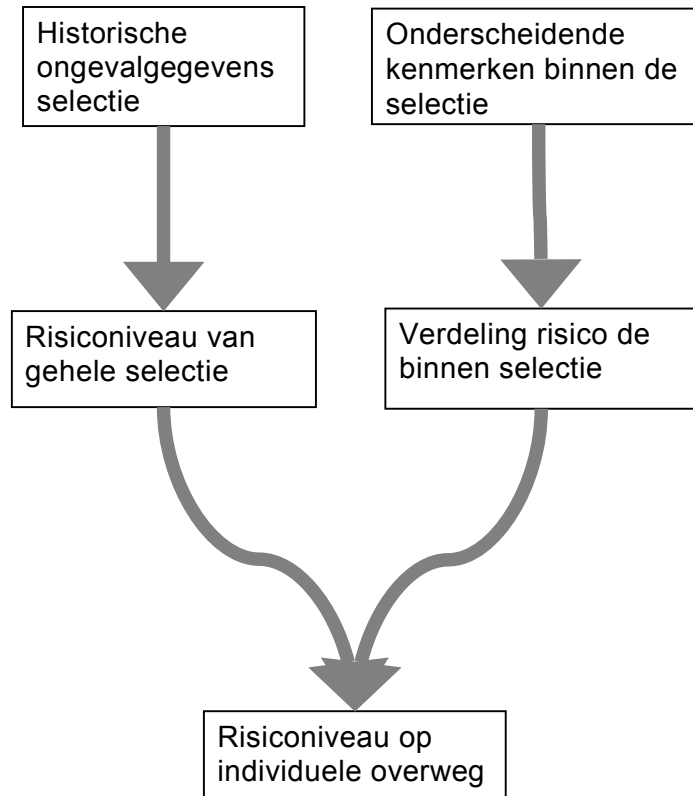 Historische
ongevalgegevens
selectie
Onderscheidende
kenmerken binnen de
selectie
Risiconiveau van
gehele selectie
Verdeling risico de
binnen selectie
Risiconiveau op
individuele overweg